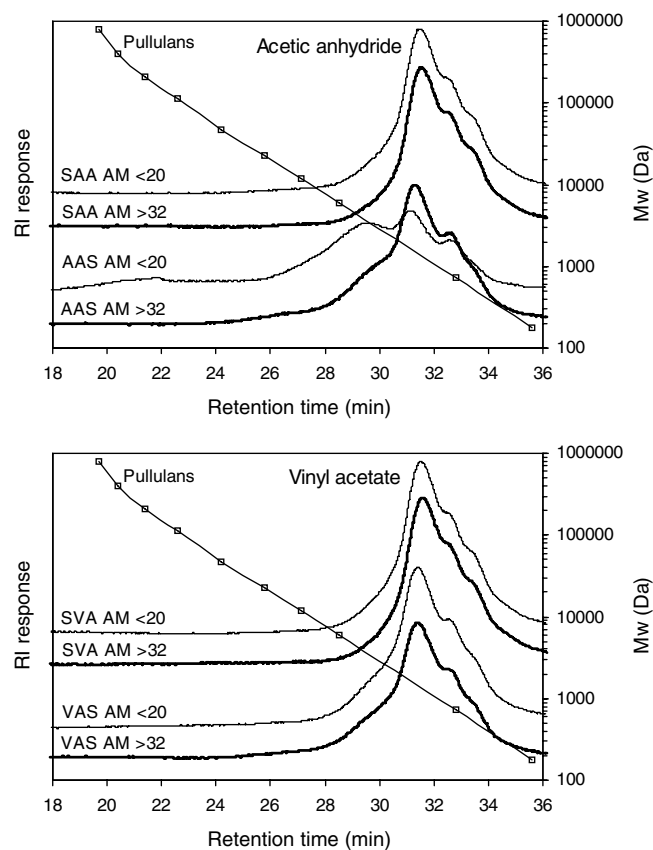 1000000
Pullulans
Acetic anhydride
100000
RI response
SAA AM <20
10000
Mw (Da)
SAA AM >32
AAS AM <20
1000
AAS AM >32
100
18 20 22 24 26 28 30 32 34 36
Retention time (min)
1000000
Pullulans
Vinyl acetate
100000
RI response
SVA AM <20
10000
Mw (Da)
SVA AM >32
1000
VAS AM <20
VAS AM >32
100
18 20 22 24 26 28 30 32 34 36
Retention time (min)